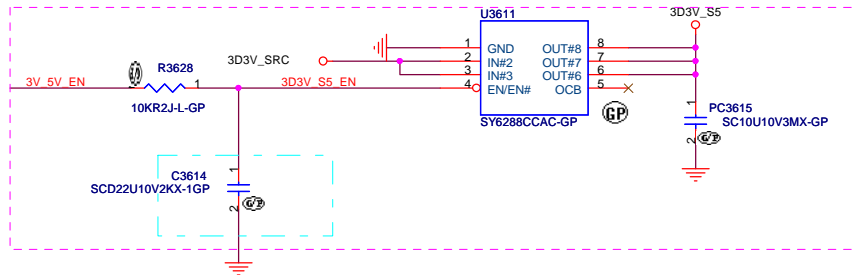 U3611
3D3V_S5
1 GND OUT#8 8
3D3V_SRC 2 IN#2 OUT#7 7
3 IN#3 OUT#6 6
3V_5V_EN R3628 1 3D3V_S5_EN 4 EN/EN# OCB 5
10KR2J-L-GP
SY6288CCAC-GP
GP
1 PC3615
SC10U10V3MX-GP
2 G/P
1
C3614
SCD22U10V2KX-1GP
2 G/P